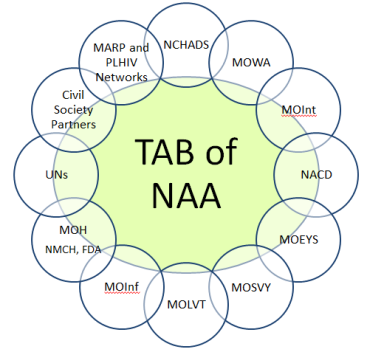 NCHADS
MARP and
PLHIV
Networks
MOWA
Civil
Society
Partners
MOInt
TAB of
NAA
UNs
NACD
MOH
NMCH, FDA
MOEYS
MOInf
MOSVY
MOLVT